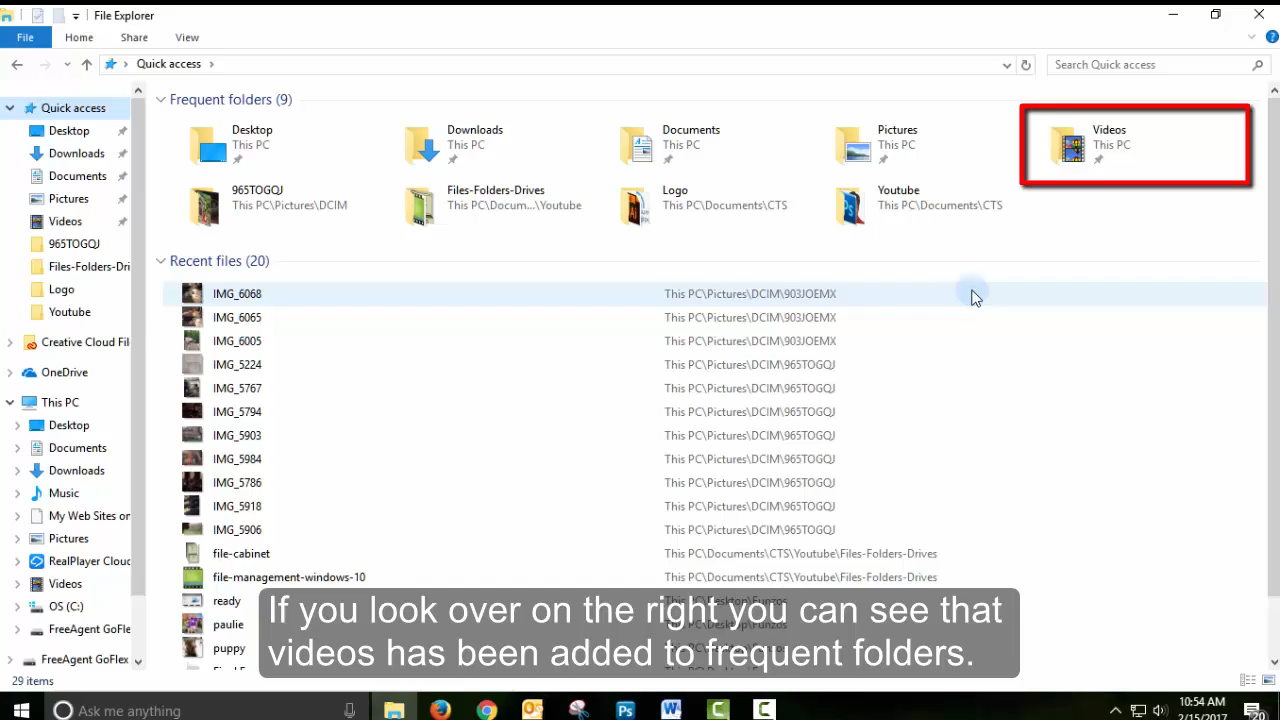 File Explorer
File Home Share View
Quick access
Search Quick access
Quick access
Desktop
Downloads
Documents
Pictures
Videos
965TOGQJ
Files-Folders-Dri
Logo
Youtube
Creative Cloud Fil
OneDrive
This PC
Desktop
Documents
Downloads
Music
My Web Sites or
Pictures
RealPlayer Cloud
Videos
OS (C:)
FreeAgent GoFle
FreeAgent GoFlex
Frequent folders (9)
Desktop
This PC
Downloads
This PC
Documents
This PC
Pictures
This PC
Videos
This PC
965TOGQJ
This PC\Pictures\DCIM
Files-Folders-Drives
This PC\Docum...\Youtube
Logo
This PC\Documents\CTS
Youtube
This PC\Documents\CTS
Recent files (20)
IMG_6068 This PC\Pictures\DCIM\903JOEMX
IMG_6065 This PC\Pictures\DCIM\903JOEMX
IMG_6005 This PC\Pictures\DCIM\903JOEMX
IMG_5224 This PC\Pictures\DCIM\965TOGQJ
IMG_5767 This PC\Pictures\DCIM\965TOGQJ
IMG_5794 This PC\Pictures\DCIM\965TOGQJ
IMG_5903 This PC\Pictures\DCIM\965TOGQJ
IMG_5984 This PC\Pictures\DCIM\965TOGQJ
IMG_5786 This PC\Pictures\DCIM\965TOGQJ
IMG_5918 This PC\Pictures\DCIM\965TOGQJ
IMG_5906 This PC\Pictures\DCIM\965TOGQJ
file-cabinet This PC\Documents\CTS\Youtube\Files-Folders-Drives
file-management-windows-10 This PC\Documents\CTS\Youtube\Files-Folders-Drives
ready
paulie
puppy
If you look over on the right you can see that
videos has been added to frequent folders.
29 items
Ask me anything
10:54 AM
2/15/2017
20